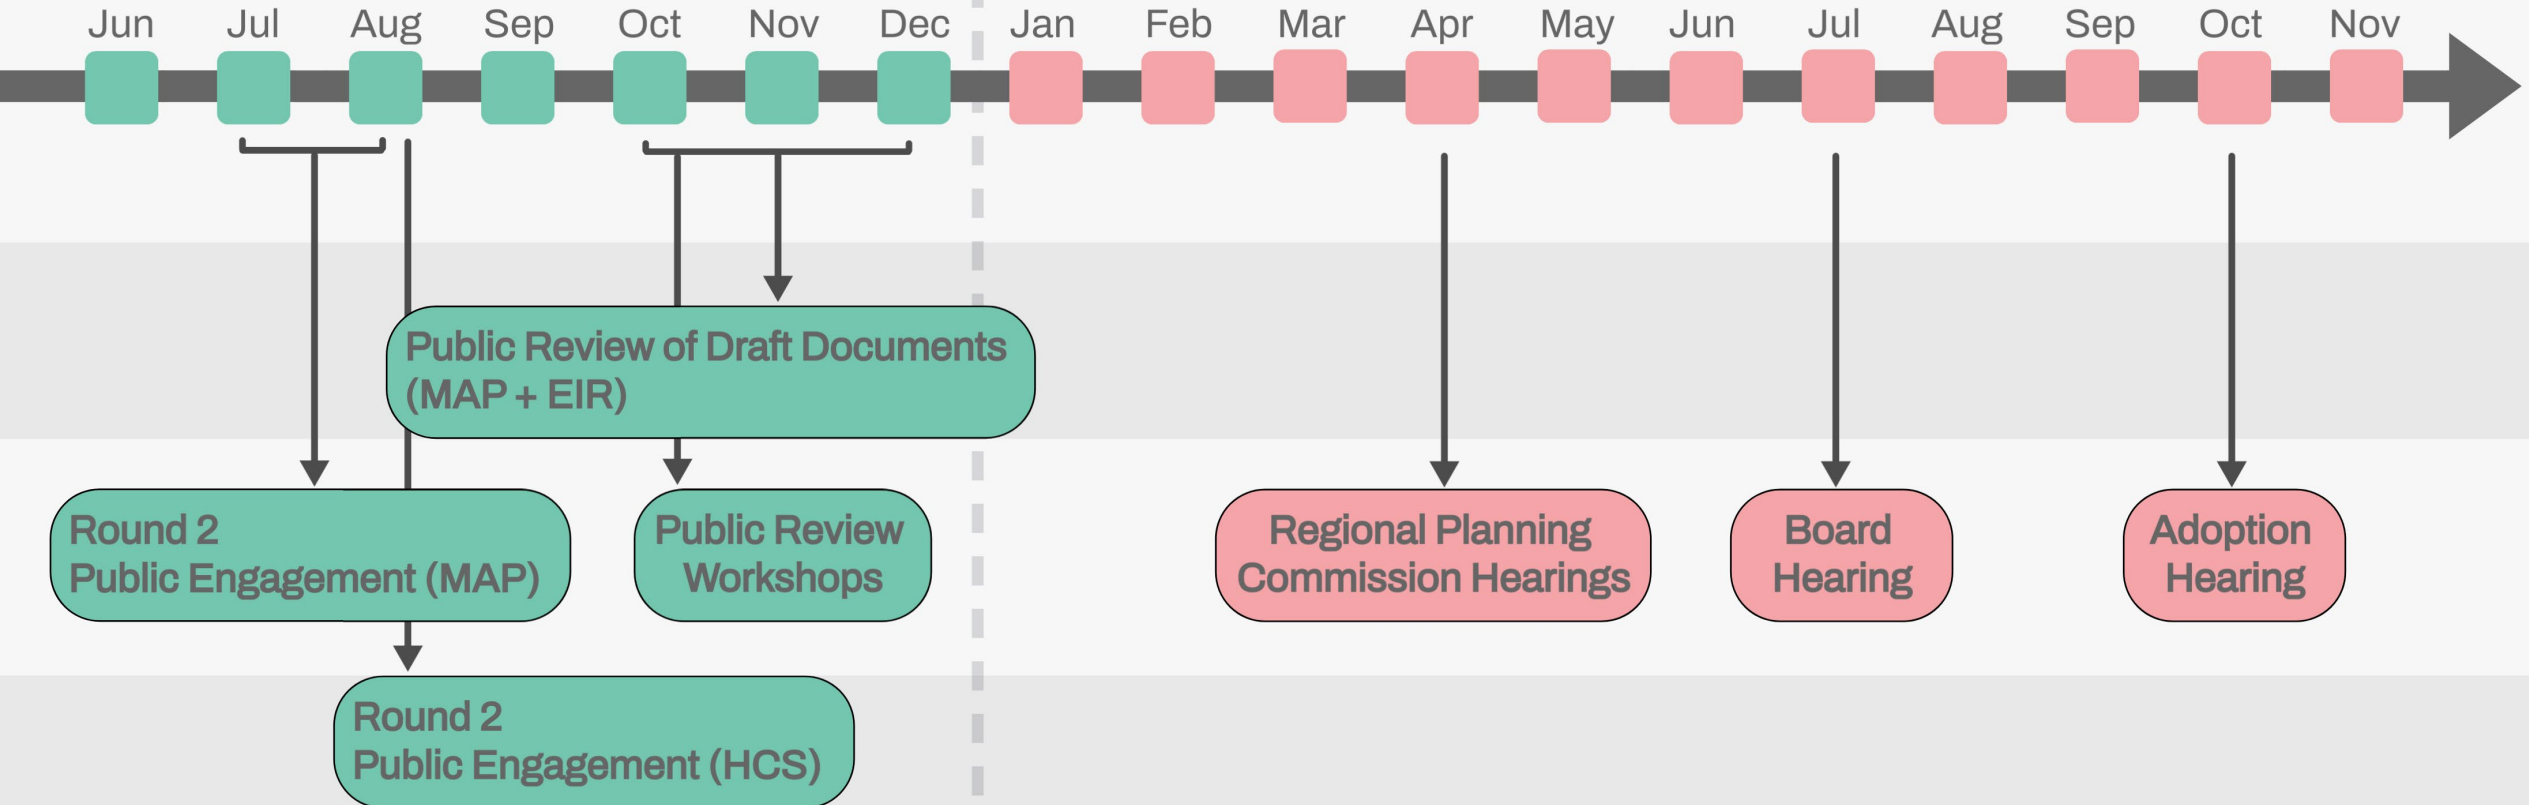 Jun Jul Aug Sep Oct Nov Dec Jan Feb Mar Apr May Jun Jul Aug Sep Oct Nov
Public Review of Draft Documents
(MAP + EIR)
Round 2
Public Engagement (MAP)
Public Review
Workshops
Regional Planning
Commission Hearings
Board
Hearing
Adoption
Hearing
Round 2
Public Engagement (HCS)